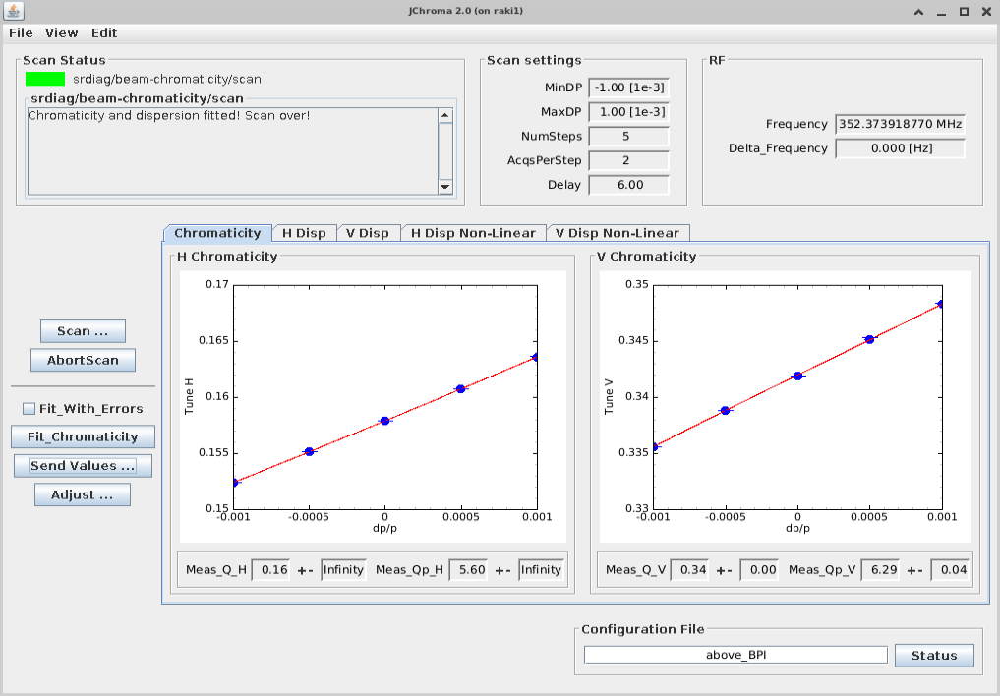 JChroma 2.0 (on raki1)
File View Edit
Scan Status
srdiag/beam-chromaticity/scan
srdiag/beam-chromaticity/scan
Chromaticity and dispersion fitted! Scan over!
Scan settings
MinDP -1.00 [1e-3]
MaxDP 1.00 [1e-3]
NumSteps 5
AcqsPerStep 2
Delay 6.00
RF
Frequency 352.373918770 MHz
Delta_Frequency 0.000 [Hz]
Scan ...
AbortScan
Fit_With_Errors
Fit_Chromaticity
Send Values ...
Adjust ...
Chromaticity H Disp V Disp H Disp Non-Linear V Disp Non-Linear
H Chromaticity
0.17
0.165
0.16
0.155
0.15
Tune H
-0.001 -0.0005 0 0.0005 0.001
dp/p
Meas_Q_H 0.16 +- Infinity Meas_Qp_H 5.60 +- Infinity
V Chromaticity
0.35
0.345
0.34
0.335
0.33
Tune V
-0.001 -0.0005 0 0.0005 0.001
dp/p
Meas_Q_V 0.34 +- 0.00 Meas_Qp_V 6.29 +- 0.04
Configuration File
above_BPI Status